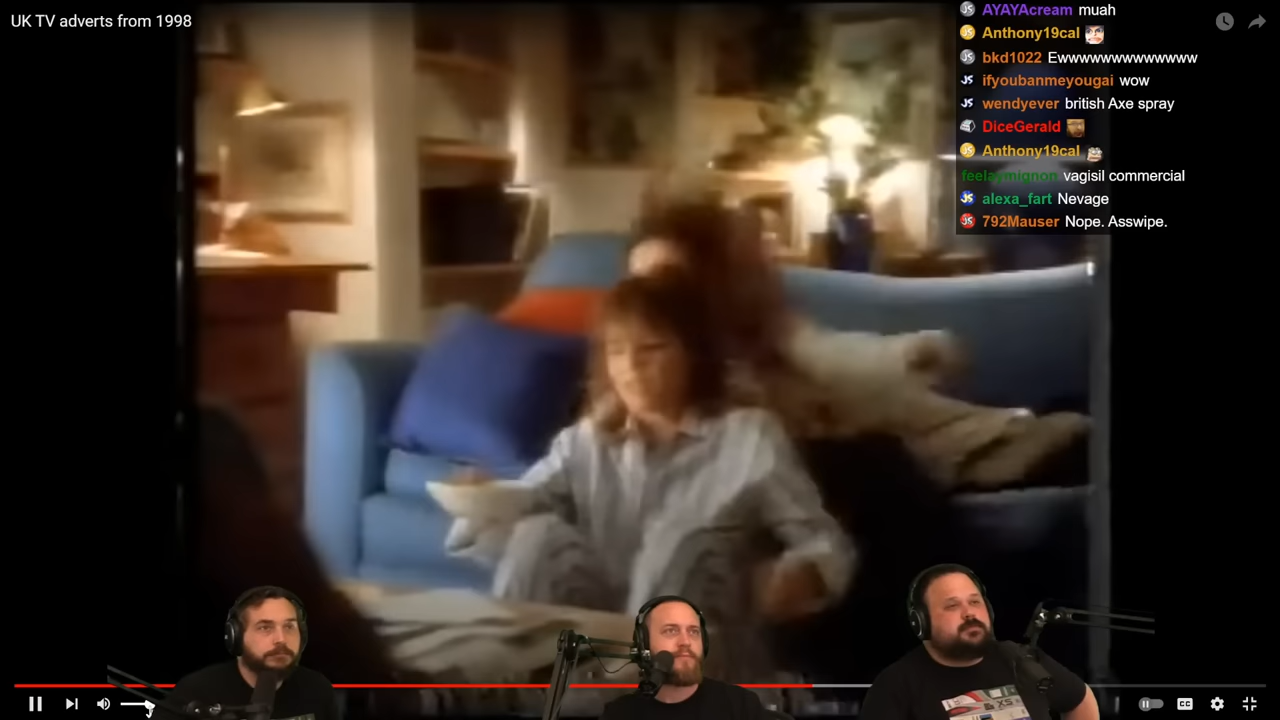 UK TV adverts from 1998
AYAYAcream muah
Anthony19cal
bkd1022 Ewwwwwwwwwwwww
ifyoubanmeyougai wow
wendyever british Axe spray
DiceGerald
Anthony19cal
feelaymignon vagisil commercial
alexa_fart Nevage
792Mauser Nope. Asswipe.